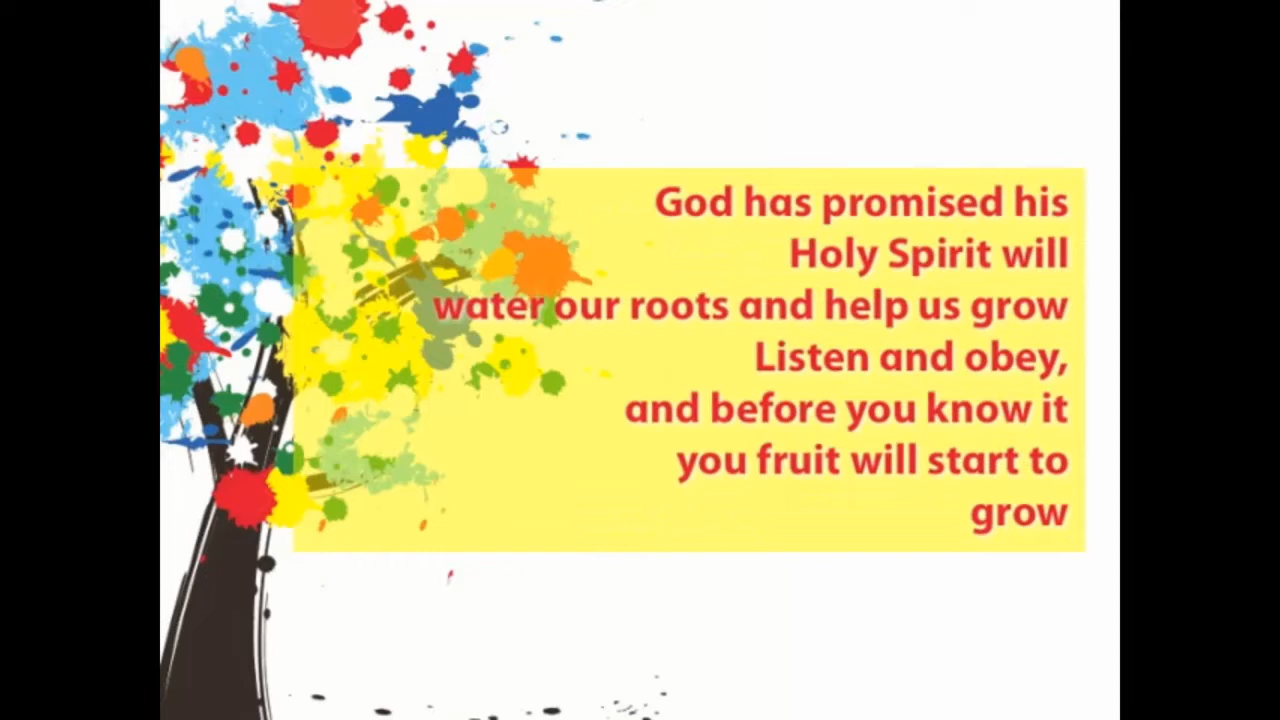 God has promised his
Holy Spirit will
water our roots and help us grow
Listen and obey,
and before you know it
you fruit will start to
grow